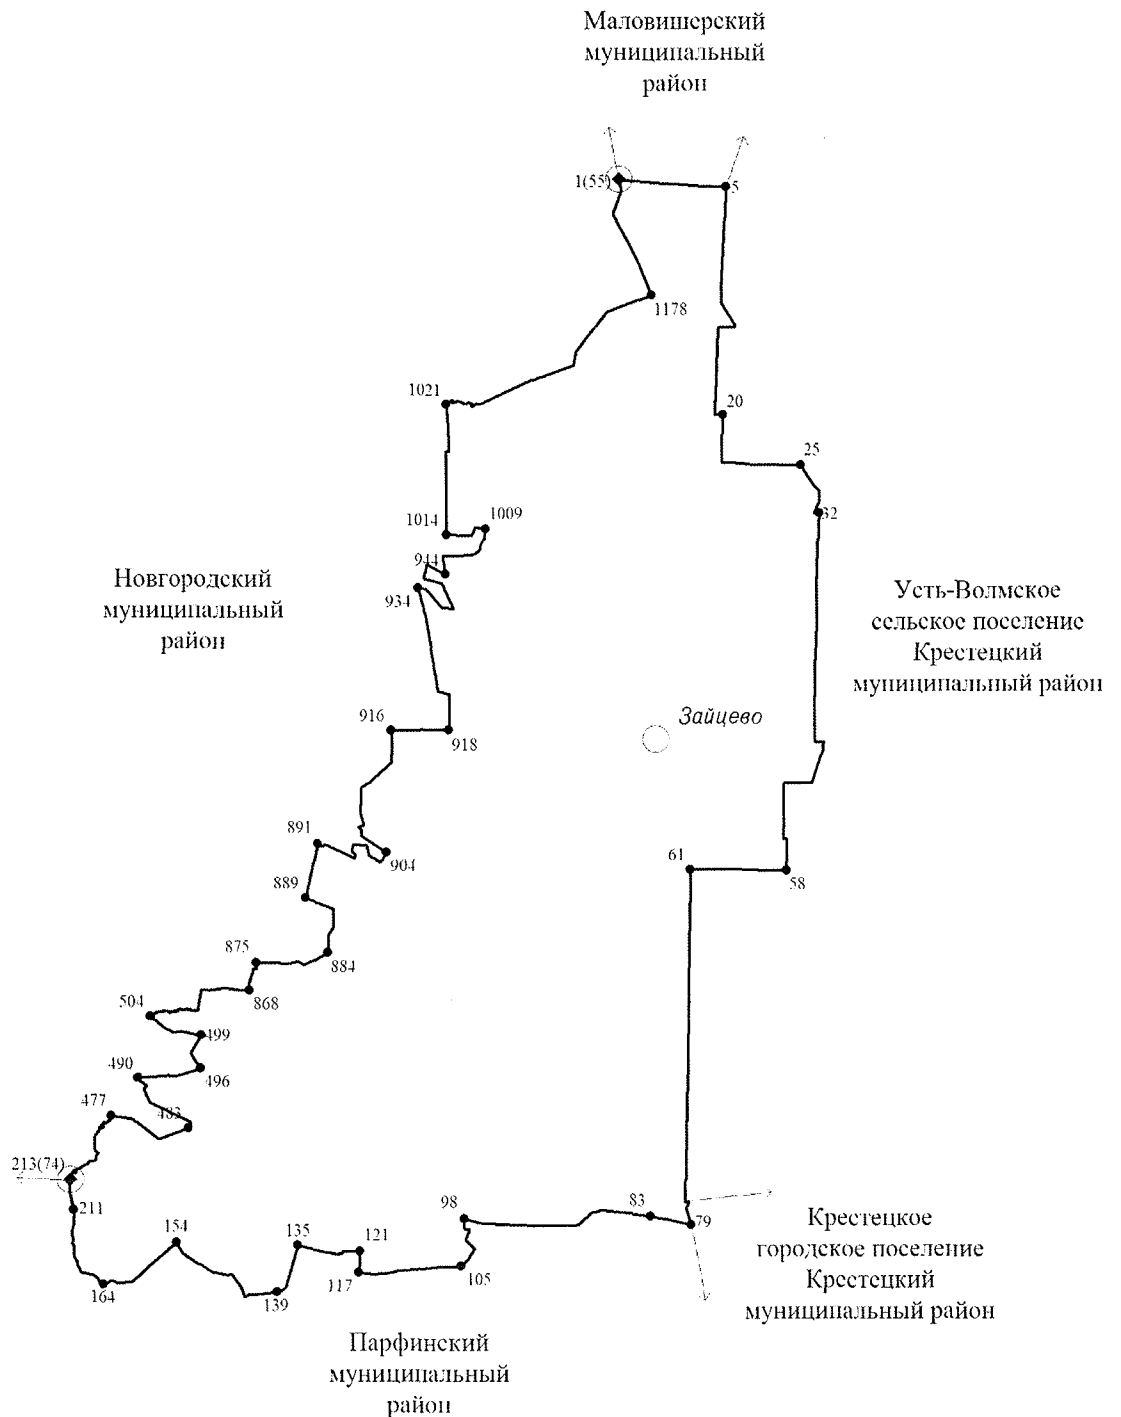 Маловишерский
муниципальный
район
1(55)
5
1178
1021
20
25
32
1014
1009
944
934
Новгородский
муниципальный
район
Усть-Волмское
сельское поселение
Крестецкий
муниципальный район
916
918
Зайцево
891
904
889
61
58
875
884
868
504
499
490
496
477
483
213(74)
211
98
83
79
154
135
121
117
105
164
139
Крестецкое
городское поселение
Крестецкий
муниципальный район
Парфинский
муниципальный
район